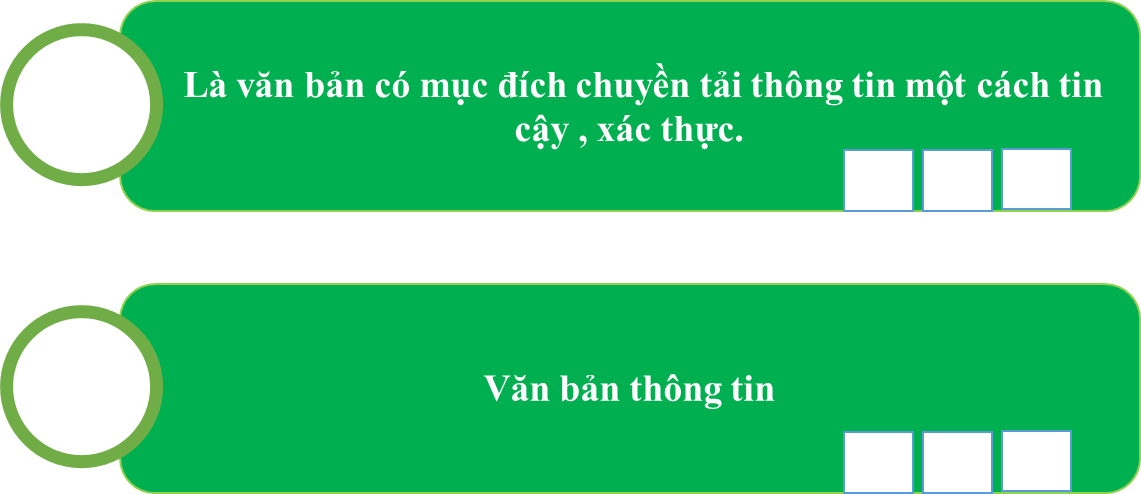 Là văn bản có mục đích chuyền tải thông tin một cách tin
cậy , xác thực.
Văn bản thông tin